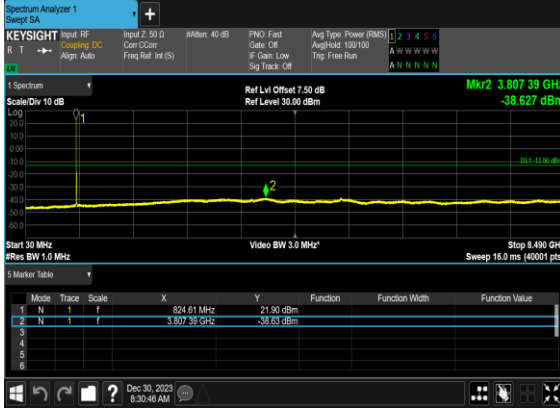 Spectrum Analyzer 1
Swept SA
+
KEYSIGHT Input: RF Input Z: 50 Ω #Atten: 40 dB PNO: Fast Avg Type: Power (RMS) 1 2 3 4 5 6
R T Coupling: DC Corr CCorr Gate: Off Avg|Hold: 100/100 A W W W W W
Align: Auto Freq Ref: Int (S) IF Gain: Low Trig: Free Run
LU Sig Track: Off A N N N N N
1 Spectrum Ref Lvl Offset 7.50 dB Mkr2 3.807 39 GHz
Scale/Div 10 dB Ref Level 30.00 dBm -38.627 dBm
Log
20.0
10.0
0.00
-10.0
DL1 -13.00 dBm
-20.0
-30.0
-40.0
-50.0
-60.0
1
2
Start 30 MHz Video BW 3.0 MHz* Stop 8.490 GH
#Res BW 1.0 MHz Sweep 16.0 ms (40001 pts
5 Marker Table
Mode Trace Scale X Y Function Function Width Function Value
1 N 1 f 824.61 MHz 21.90 dBm
2 N 1 f 3.807 39 GHz -38.63 dBm
3
4
5
6
? Dec 30, 2023
8:30:46 AM